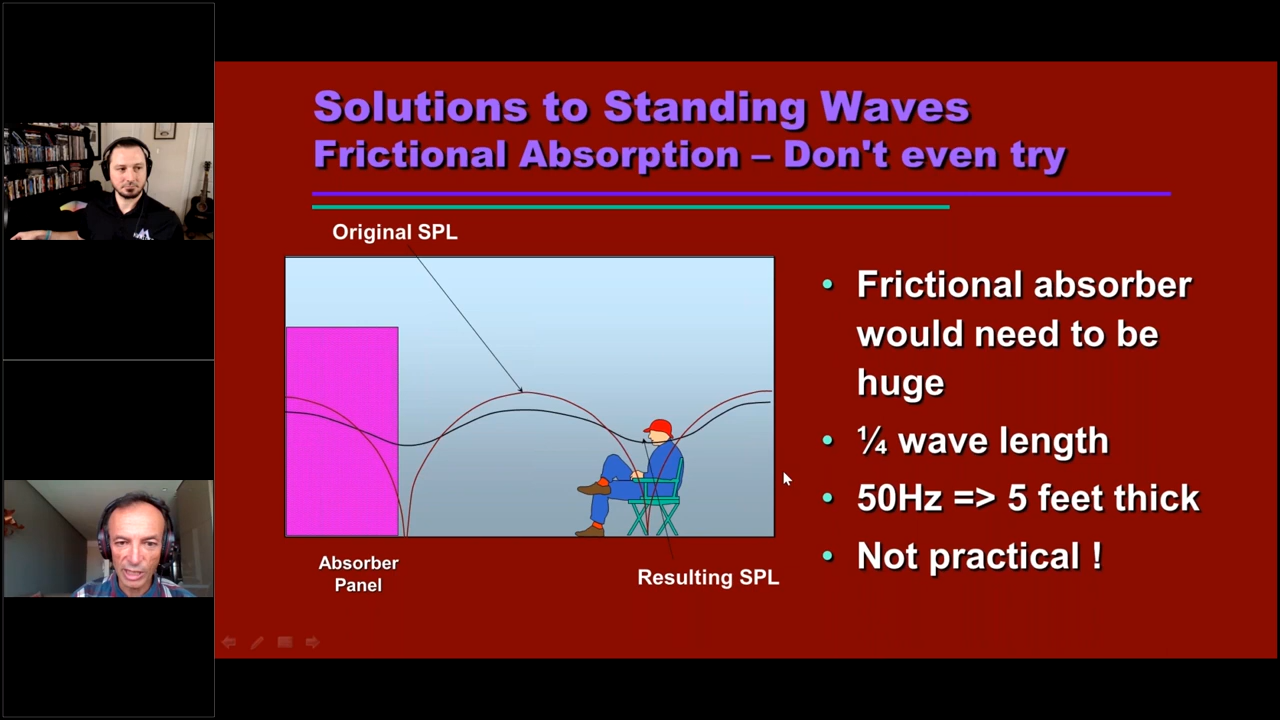 Solutions to Standing Waves
Frictional Absorption – Don't even try
Original SPL
Absorber
Panel
Resulting SPL
• Frictional absorber
would need to be
huge
• ¼ wave length
• 50Hz => 5 feet thick
• Not practical !